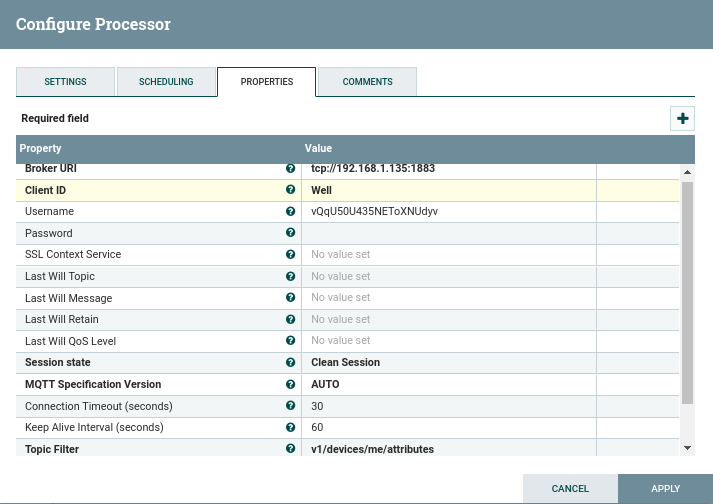 Configure Processor
SETTINGS SCHEDULING PROPERTIES COMMENTS
Required field
Property Value
Broker URI tcp://192.168.1.135:1883
Client ID Well
Username vQqU50U435NEToXNUdyv
Password
SSL Context Service No value set
Last Will Topic No value set
Last Will Message No value set
Last Will Retain No value set
Last Will QoS Level No value set
Session state Clean Session
MQTT Specification Version AUTO
Connection Timeout (seconds) 30
Keep Alive Interval (seconds) 60
Topic Filter v1/devices/me/attributes
CANCEL APPLY